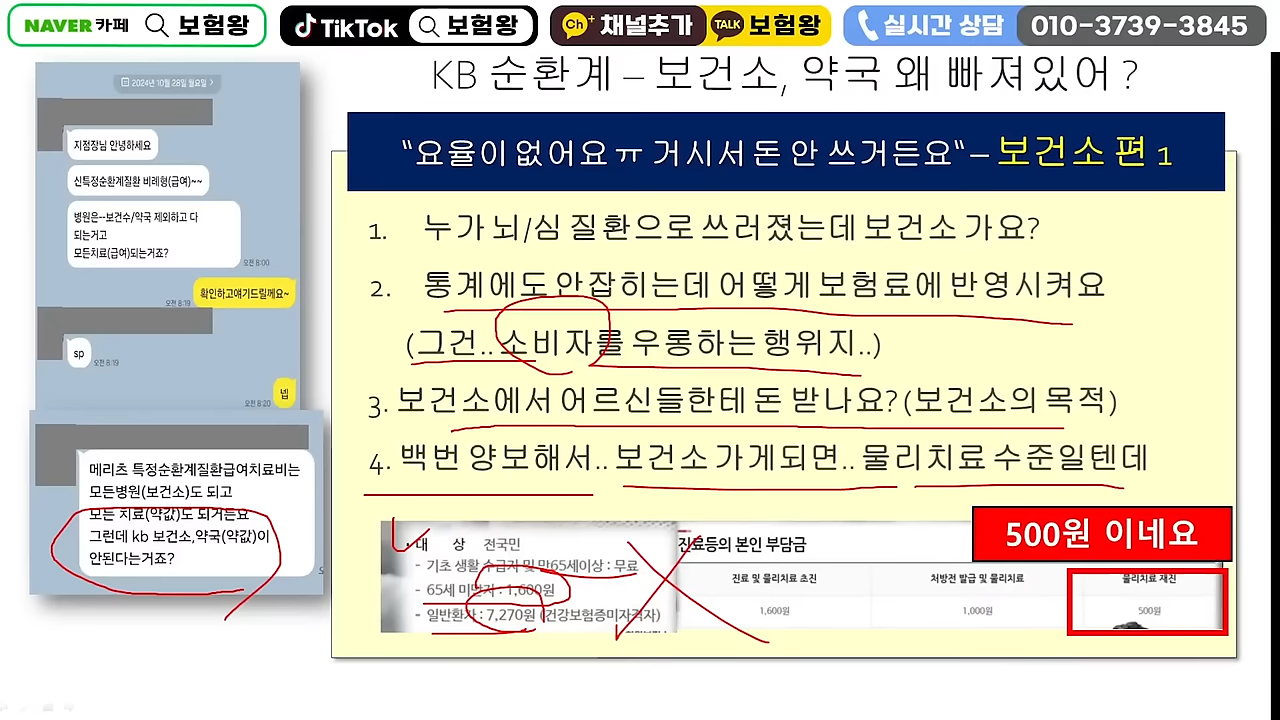 NAVER 카페 보험왕
TikTok 보험왕
Ch+ 채널추가 TALK 보험왕
실시간 상담 010-3739-3845
KB 순환계 – 보건소, 약국 왜 빠져있어 ?
2024년 10월 28일 월요일 >
지점장님 안녕하세요
신특정순환계질환 비례형(급여)~~
병원은--보건수/약국 제외하고 다
되는거고
모든치료(급여)되는거죠?
오전 8:00
확인하고얘기드릴께요~
오전 8:19
sp
오전 8:19
넵
오전 8:20
메리츠 특정순환계질환급여치료비는
모든병원(보건소)도 되고
모든 치료(약값)도 되거든요
그런데 kb 보건소,약국(약값)이
안된다는거죠?
“요율이 없어요 ㅠ 거시서 돈 안 쓰거든요“ – 보건소 편 1
1. 누가 뇌/심 질환으로 쓰러졌는데 보건소 가요?
2. 통계에도 안잡히는데 어떻게 보험료에 반영시켜요
(그건.. 소비자를 우롱하는 행위지..)
3. 보건소에서 어르신들한테 돈 받나요? (보건소의 목적)
4. 백번 양보해서.. 보건소 가게되면.. 물리치료 수준일텐데
500원 이네요
대 상 전국민
- 기초 생활 수급자 및 만65세이상 : 무료
- 65세 미만자 : 1,600원
- 일반환자 : 7,270원 (건강보험증미자격자)
진료등의 본인 부담금
진료 및 물리치료 초진 처방전 발급 및 물리치료 물리치료 재진
1,600원 1,000원 500원